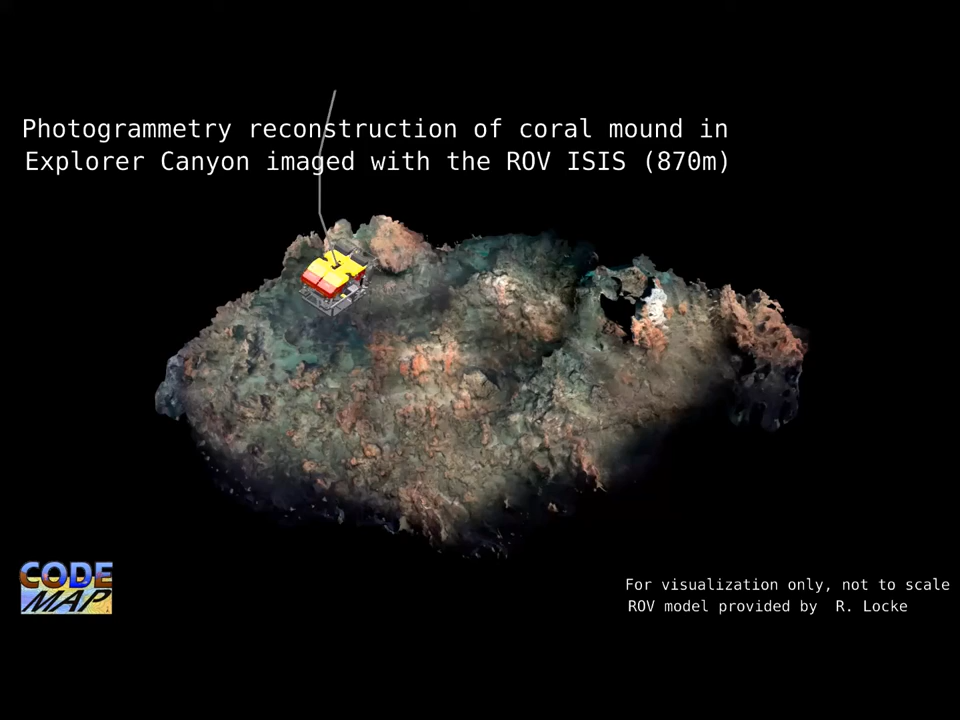 Photogrammetry reconstruction of coral mound in
Explorer Canyon imaged with the ROV ISIS (870m)
CODE
MAP
For visualization only, not to scale
ROV model provided by R. Locke